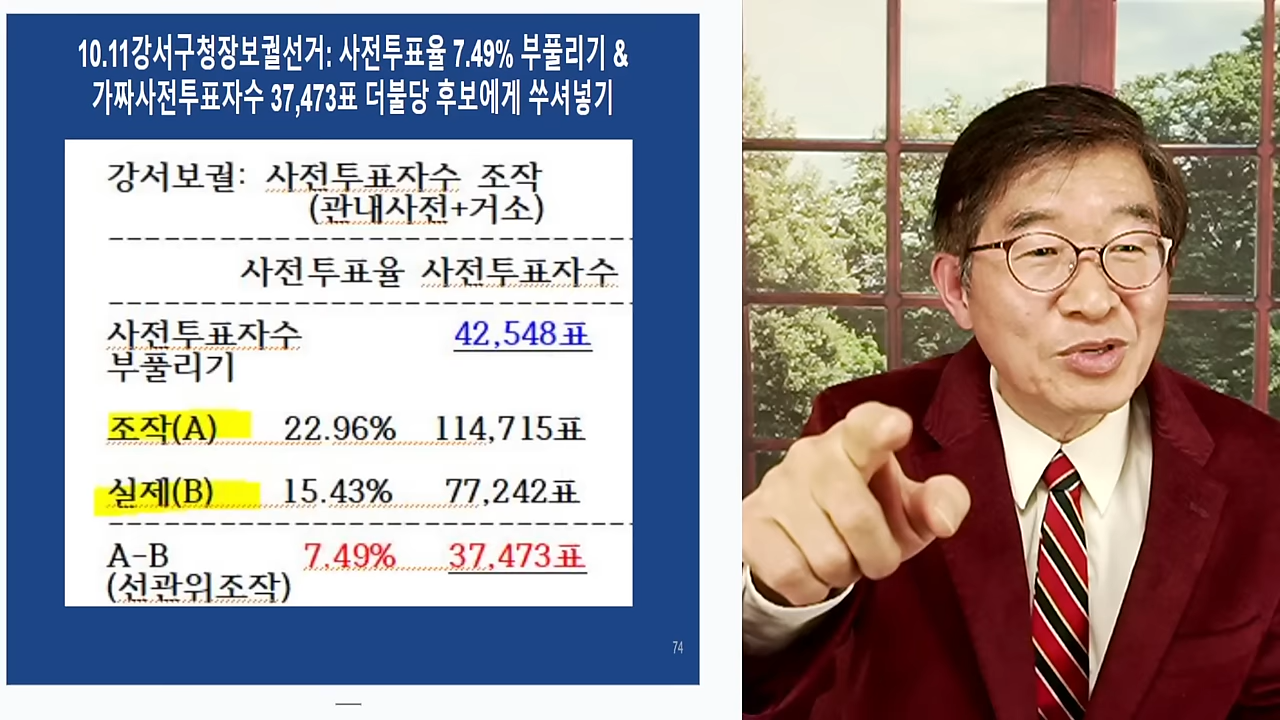 10.11강서구청장보궐선거: 사전투표율 7.49% 부풀리기 &
가짜사전투표자수 37,473표 더불당 후보에게 쑤셔넣기
강서보궐: 사전투표자수 조작
(관내사전+거소)
사전투표율 사전투표자수
사전투표자수 42,548표
부풀리기
조작(A) 22.96% 114,715표
실제(B) 15.43% 77,242표
A-B 7.49% 37,473표
(선관위조작)
74